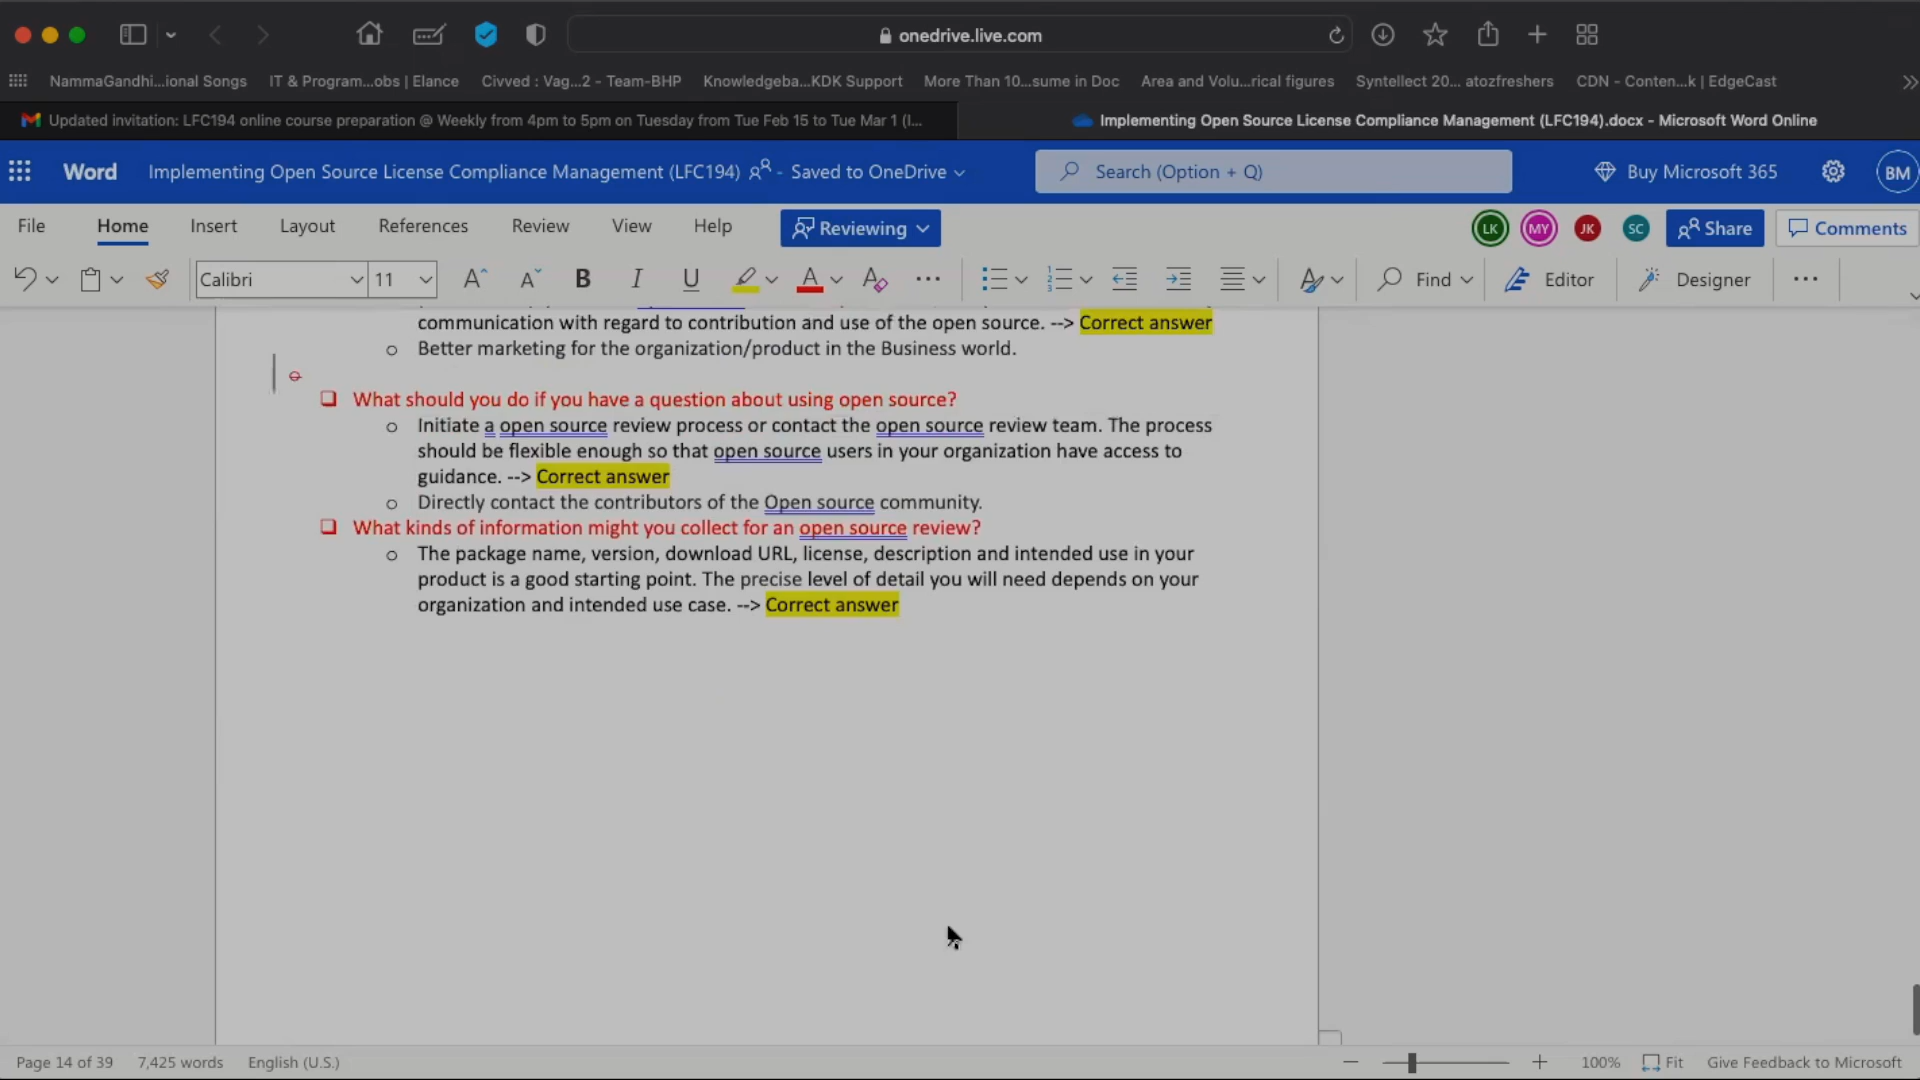 onedrive.live.com
NammaGandhi...ional Songs IT & Program...obs | Elance Civved : Vag...2 - Team-BHP Knowledgeba...KDK Support More Than 10...sume in Doc Area and Volu...rical figures Syntellect 20... atozfreshers CDN - Conten...k | EdgeCast
Updated invitation: LFC194 online course preparation @ Weekly from 4pm to 5pm on Tuesday from Tue Feb 15 to Tue Mar 1 (I... Implementing Open Source License Compliance Management (LFC194).docx - Microsoft Word Online
Word Implementing Open Source License Compliance Management (LFC194) - Saved to OneDrive Search (Option + Q) Buy Microsoft 365 BM
File Home Insert Layout References Review View Help Reviewing LK MY JK SC Share Comments
Calibri 11 A A B I U A A ... Find Editor Designer ...
communication with regard to contribution and use of the open source. --> Correct answer
o Better marketing for the organization/product in the Business world.
o
❑ What should you do if you have a question about using open source?
o Initiate a open source review process or contact the open source review team. The process
should be flexible enough so that open source users in your organization have access to
guidance. --> Correct answer
o Directly contact the contributors of the Open source community.
❑ What kinds of information might you collect for an open source review?
o The package name, version, download URL, license, description and intended use in your
product is a good starting point. The precise level of detail you will need depends on your
organization and intended use case. --> Correct answer
Page 14 of 39 7,425 words English (U.S.) 100% Fit Give Feedback to Microsoft